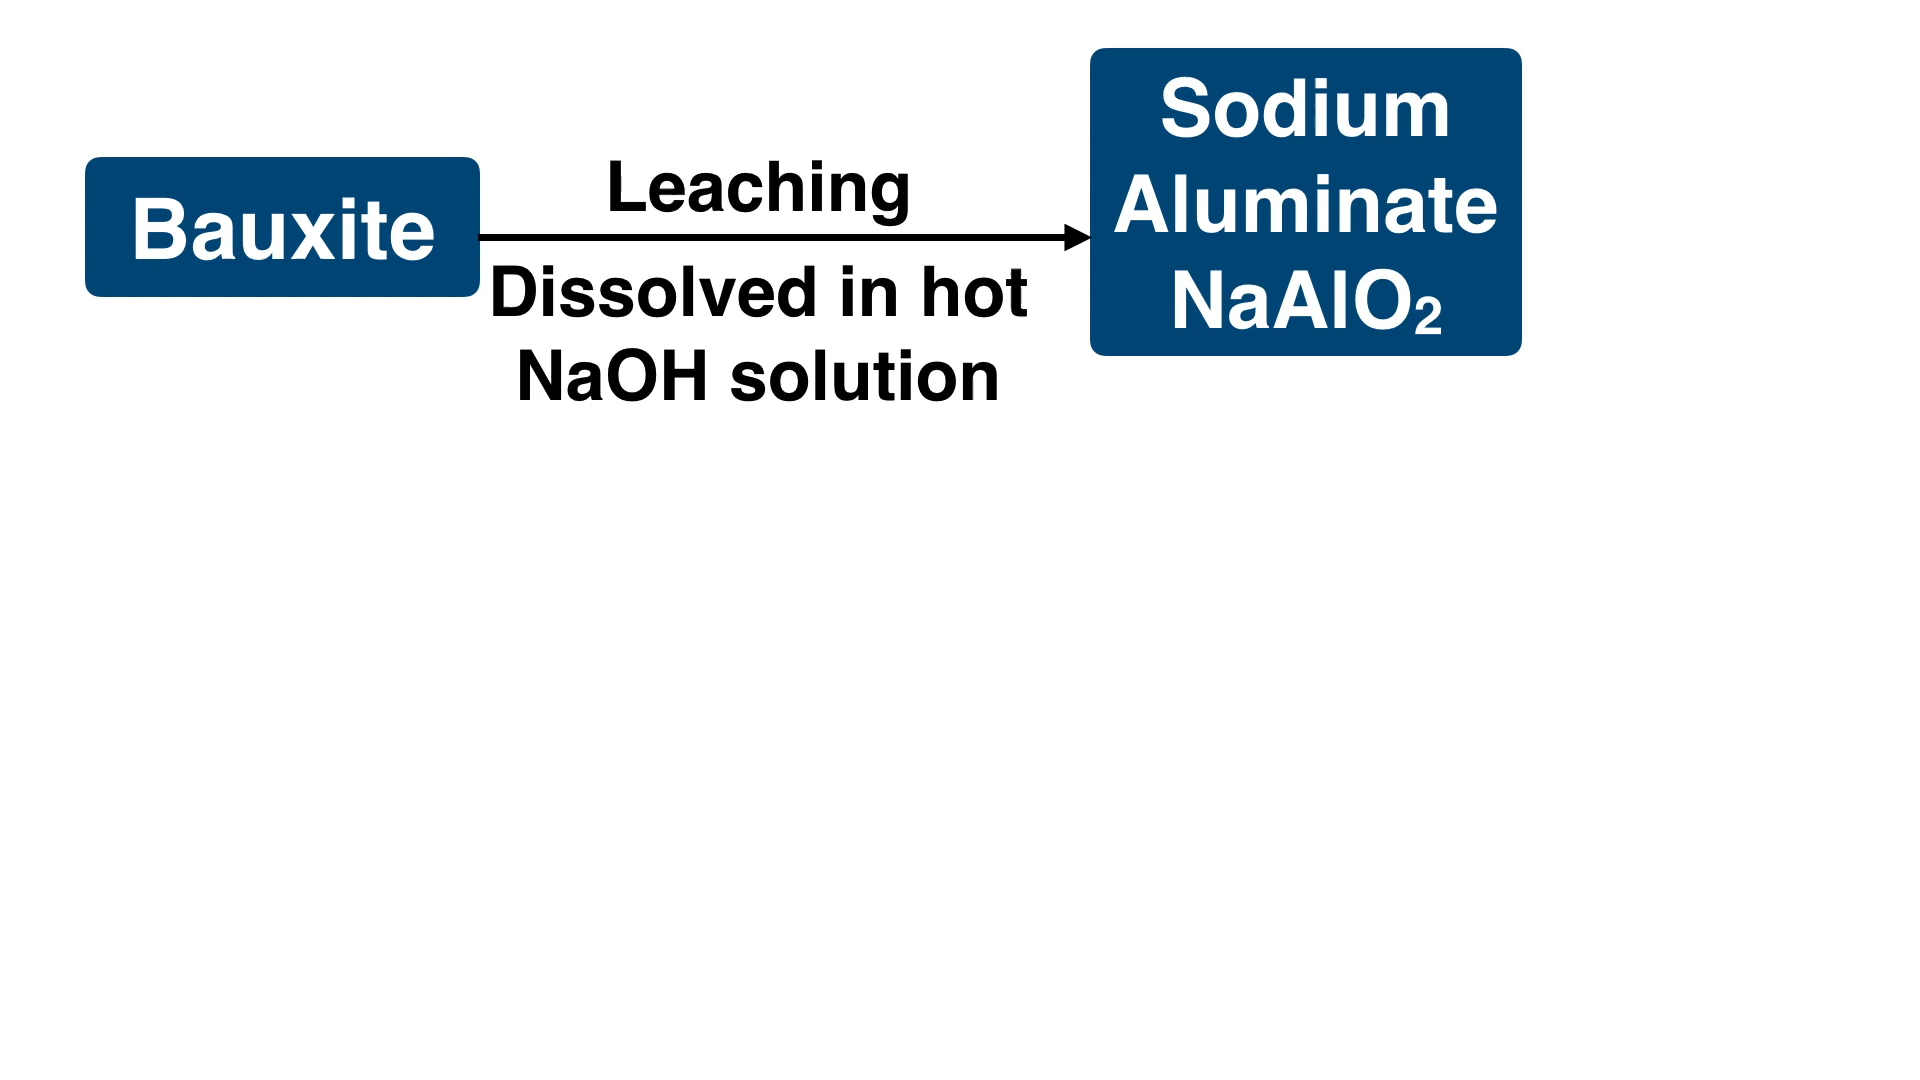 Bauxite
Leaching
Dissolved in hot
NaOH solution
Sodium
Aluminate
NaAlO₂